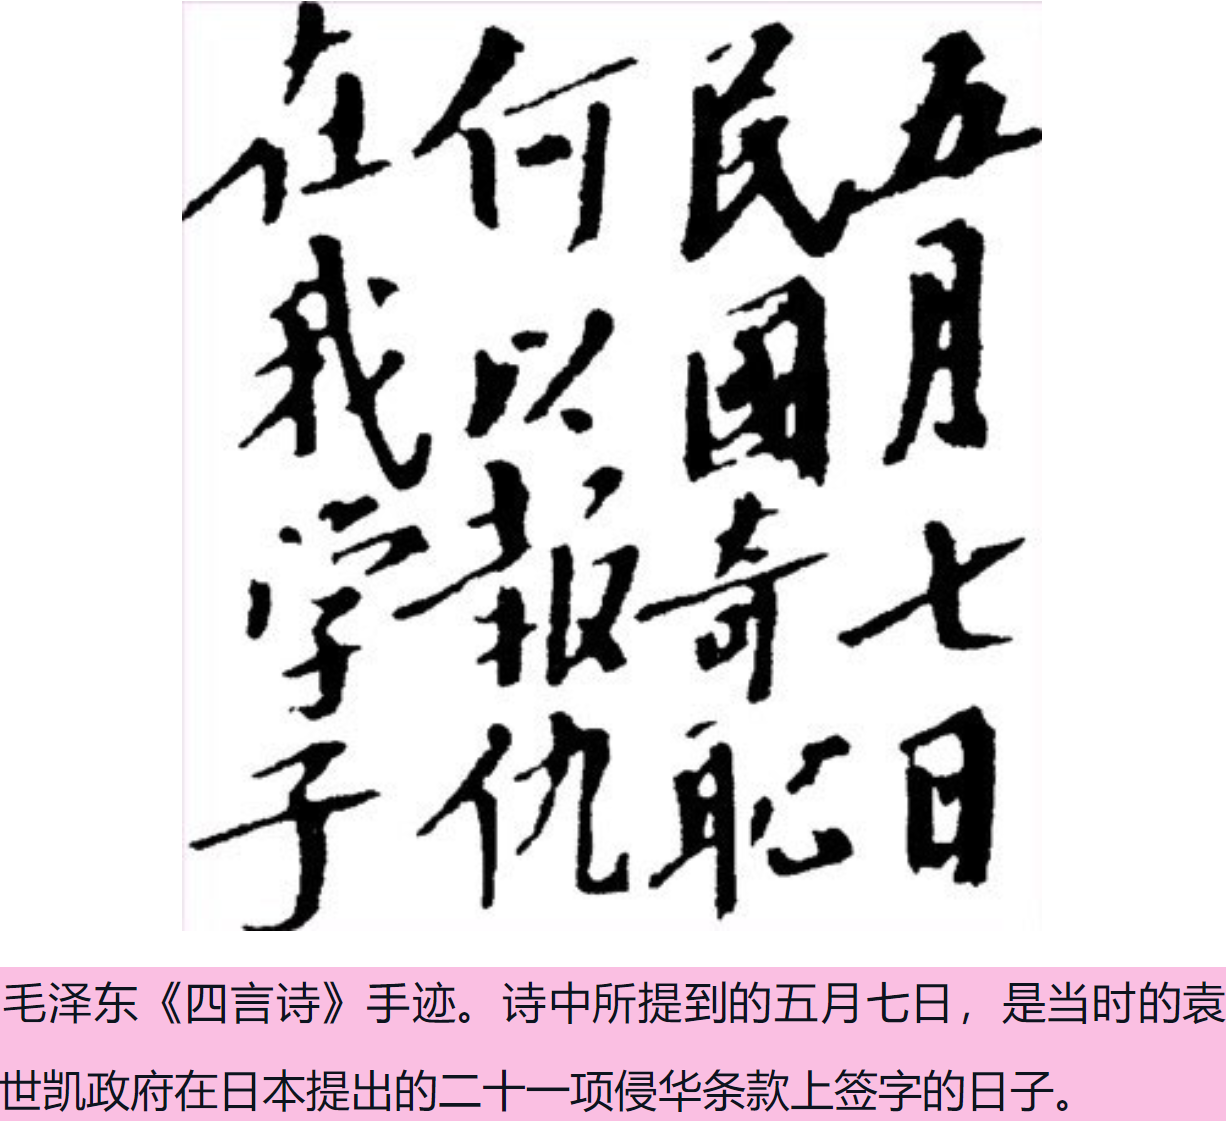 五月七日
民國奇恥
何以報仇
在我学子
毛泽东《四言诗》手迹。诗中所提到的五月七日，是当时的袁
世凯政府在日本提出的二十一项侵华条款上签字的日子。